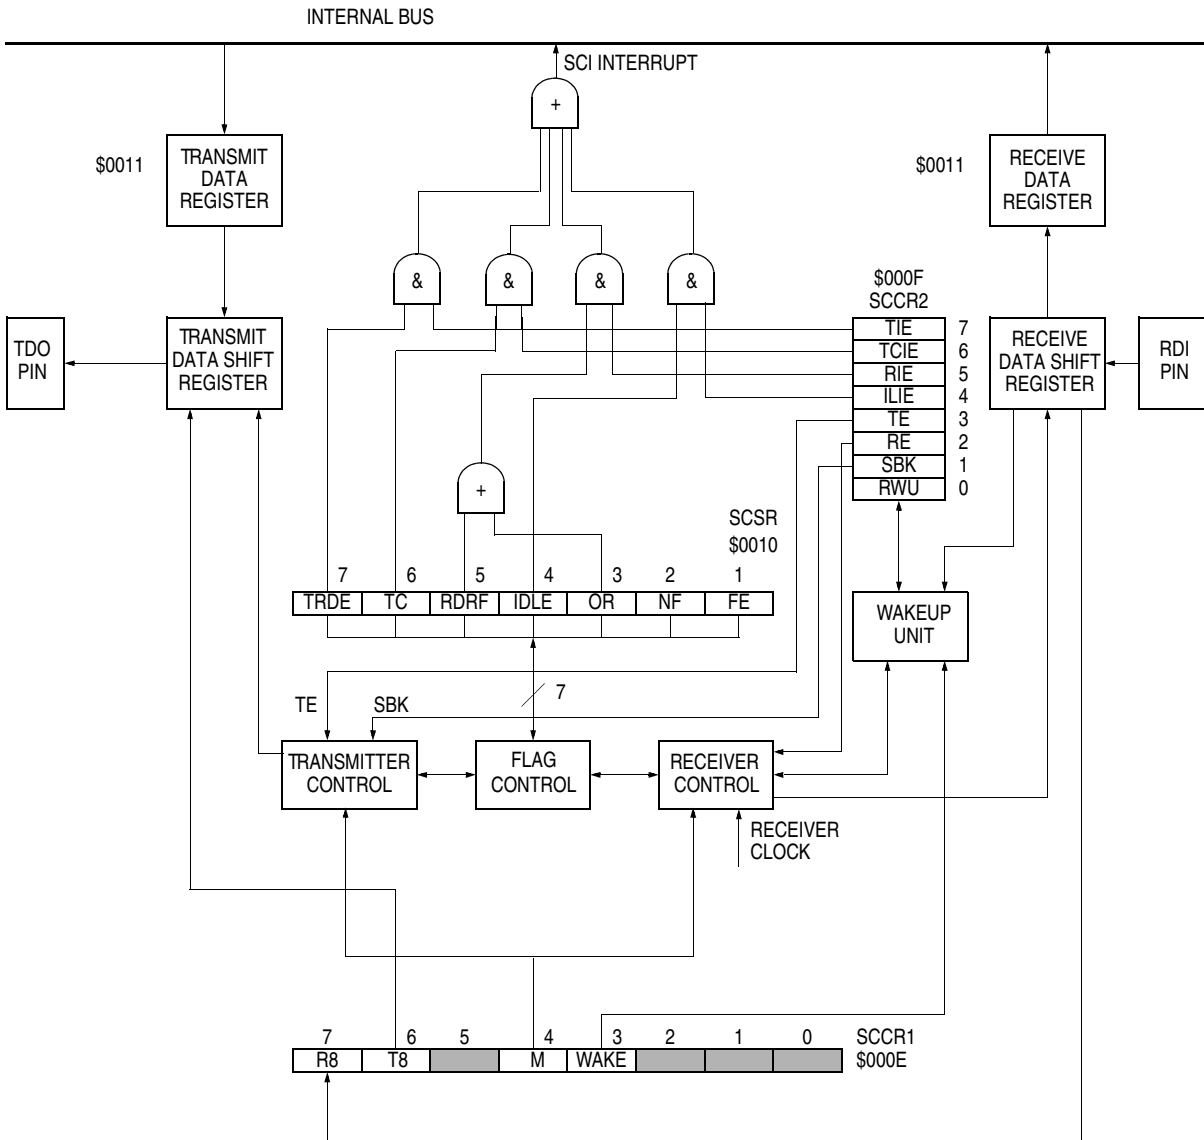 INTERNAL BUS
SCI INTERRUPT
+
$0011
TRANSMIT
DATA
REGISTER
$0011
RECEIVE
DATA
REGISTER
&
&
&
&
$000F
SCCR2
TDO
PIN
TRANSMIT
DATA SHIFT
REGISTER
TIE 7
TCIE 6
RIE 5
ILIE 4
TE 3
RE 2
SBK 1
RWU 0
RECEIVE
DATA SHIFT
REGISTER
RDI
PIN
+
SCSR
$0010
7 6 5 4 3 2 1
TRDE TC RDRF IDLE OR NF FE
WAKEUP
UNIT
7
TE
SBK
TRANSMITTER
CONTROL
FLAG
CONTROL
RECEIVER
CONTROL
RECEIVER
CLOCK
7 6 5 4 3 2 1 0 SCCR1
R8 T8 M WAKE $000E